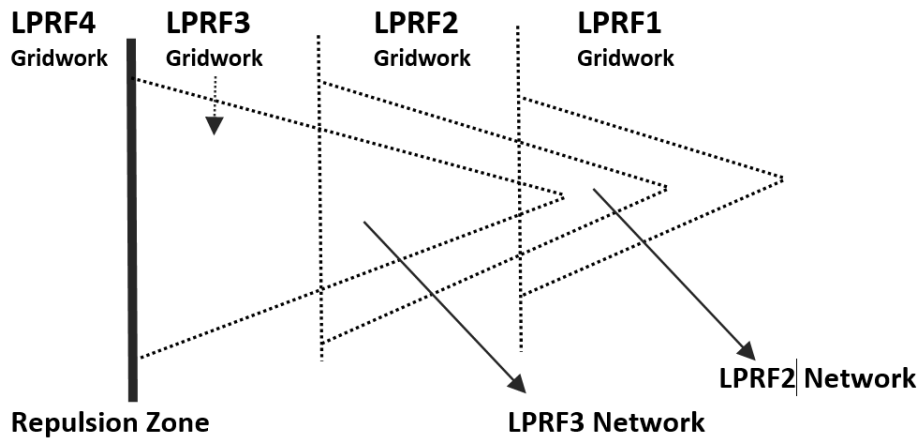 LPRF4 LPRF3 LPRF2 LPRF1
Gridwork Gridwork Gridwork Gridwork
LPRF2 Network
Repulsion Zone LPRF3 Network